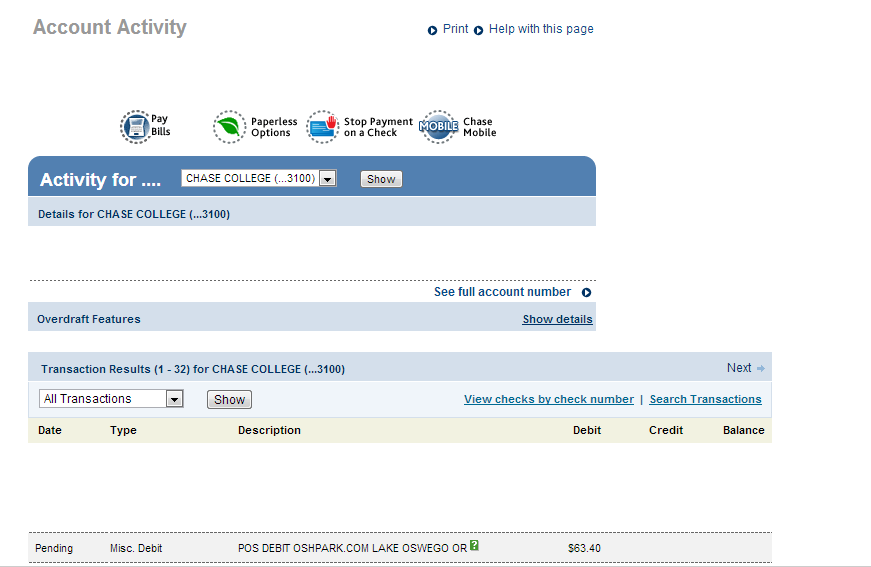 Account Activity
Print Help with this page
Pay Bills
Paperless Options
Stop Payment on a Check
MOBILE
Chase Mobile
Activity for ....
CHASE COLLEGE (...3100)
Show
Details for CHASE COLLEGE (...3100)
See full account number
Overdraft Features
Show details
Transaction Results (1 - 32) for CHASE COLLEGE (...3100)
Next
All Transactions
Show
View checks by check number | Search Transactions
Date Type Description Debit Credit Balance
Pending Misc. Debit POS DEBIT OSHPARK.COM LAKE OSWEGO OR ? $63.40